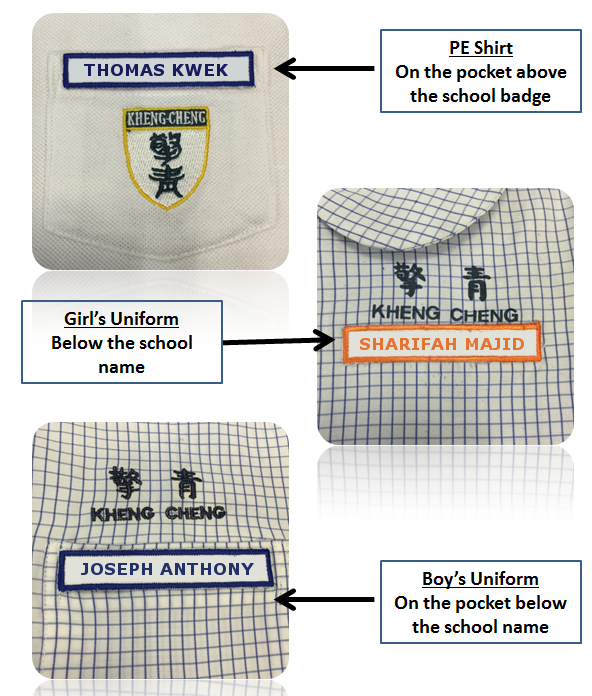 THOMAS KWEK
KHENG-CHENG
擎
青
PE Shirt
On the pocket above
the school badge
擎 青
KHENG CHENG
SHARIFAH MAJID
Girl's Uniform
Below the school
name
擎 青
KHENG CHENG
JOSEPH ANTHONY
Boy's Uniform
On the pocket below
the school name